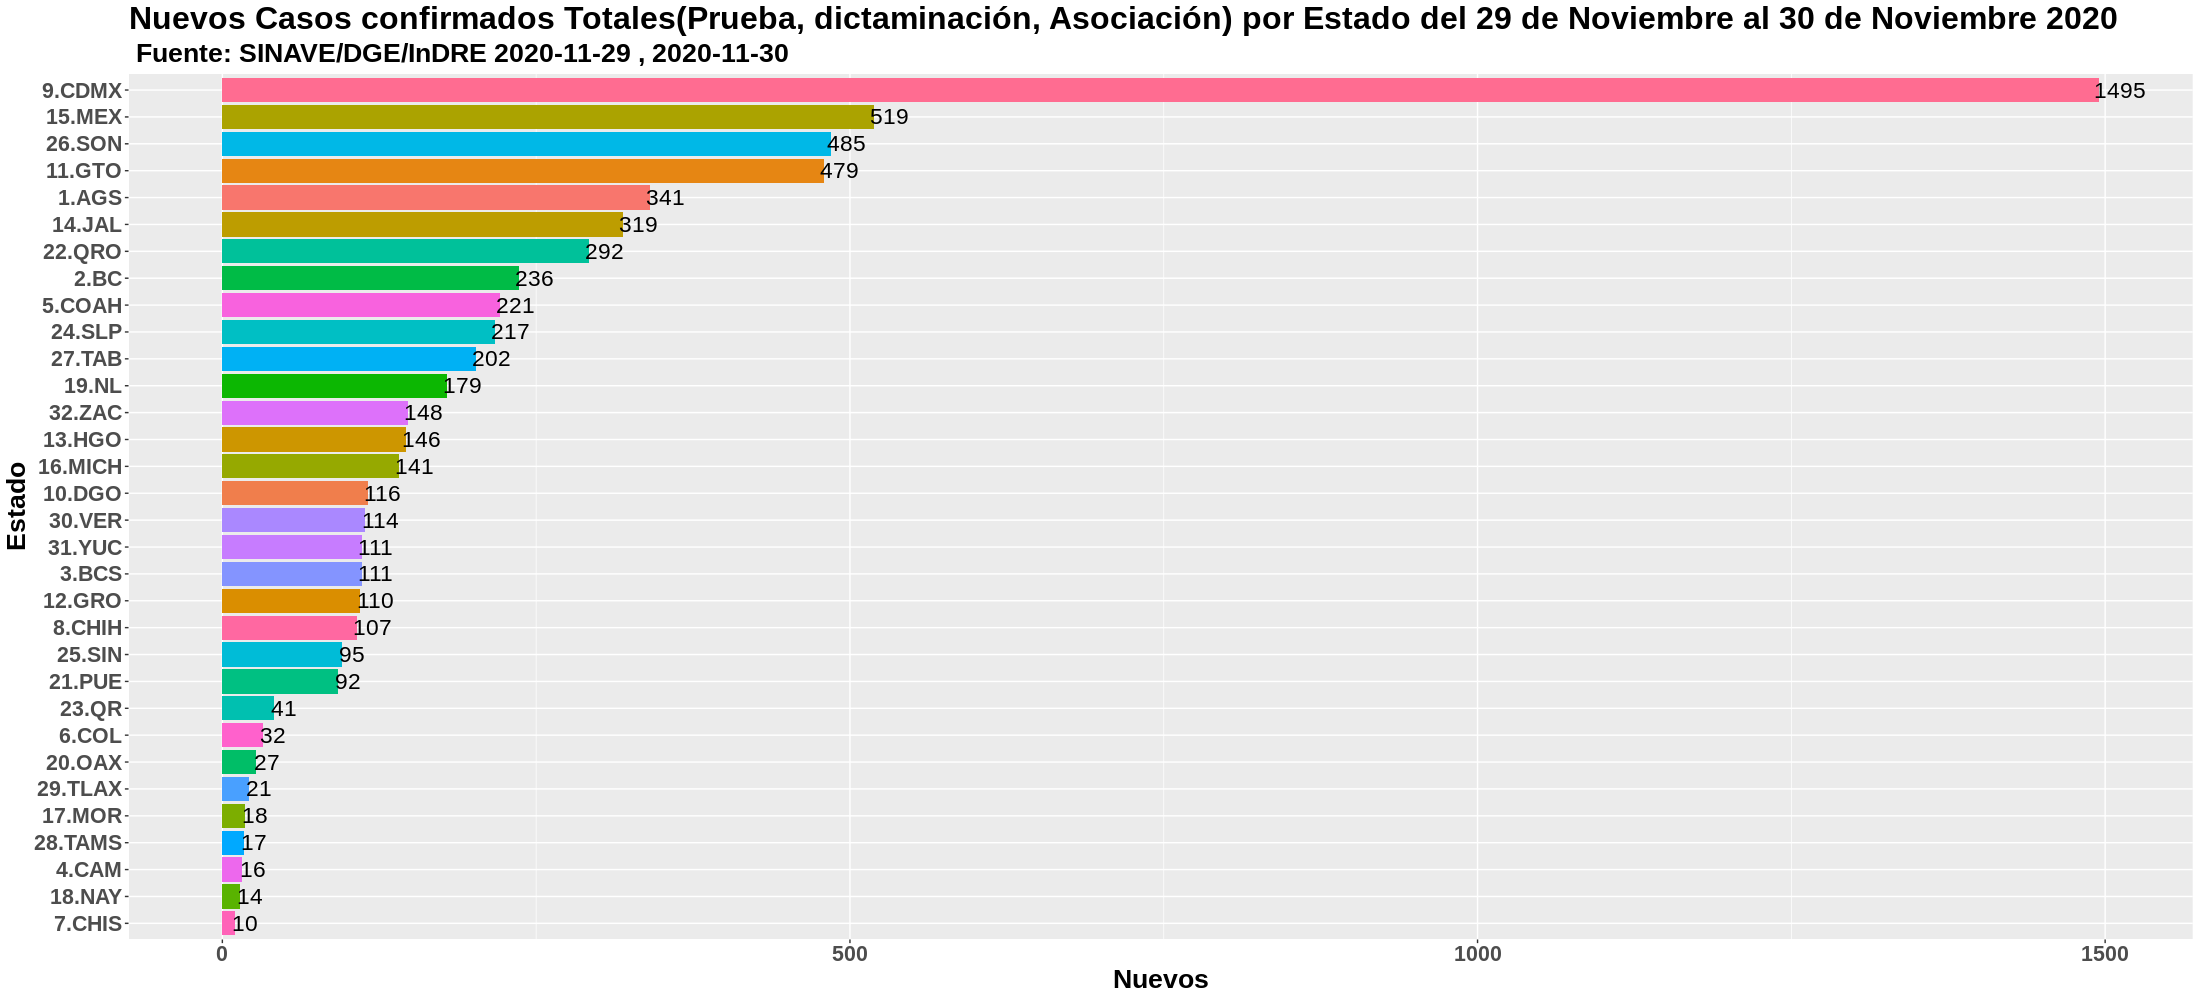 Nuevos Casos confirmados Totales(Prueba, dictaminación, Asociación) por Estado del 29 de Noviembre al 30 de Noviembre 2020
Fuente: SINAVE/DGE/InDRE 2020-11-29 , 2020-11-30
9.CDMX 1495
15.MEX 519
26.SON 485
11.GTO 479
1.AGS 341
14.JAL 319
22.QRO 292
2.BC 236
5.COAH 221
24.SLP 217
27.TAB 202
19.NL 179
32.ZAC 148
13.HGO 146
16.MICH 141
10.DGO 116
30.VER 114
31.YUC 111
3.BCS 111
12.GRO 110
8.CHIH 107
25.SIN 95
21.PUE 92
23.QR 41
6.COL 32
20.OAX 27
29.TLAX 21
17.MOR 18
28.TAMS 17
4.CAM 16
18.NAY 14
7.CHIS 10
Estado
0 500 1000 1500
Nuevos